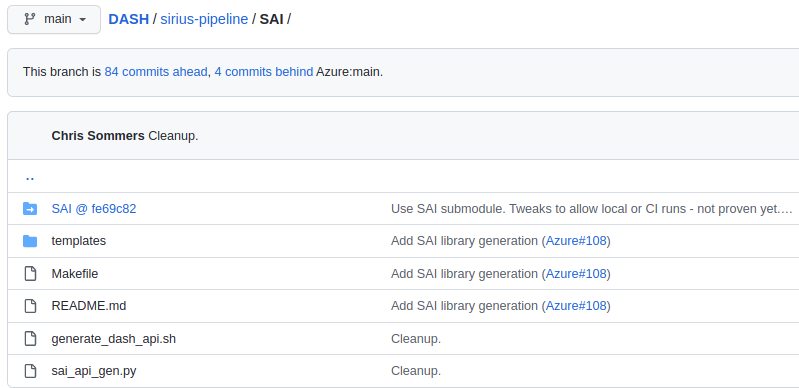 main DASH / sirius-pipeline / SAI /
This branch is 84 commits ahead, 4 commits behind Azure:main.
Chris Sommers Cleanup.
..
SAI @ fe69c82 Use SAI submodule. Tweaks to allow local or CI runs - not proven yet.…
templates Add SAI library generation (Azure#108)
Makefile Add SAI library generation (Azure#108)
README.md Add SAI library generation (Azure#108)
generate_dash_api.sh Cleanup.
sai_api_gen.py Cleanup.